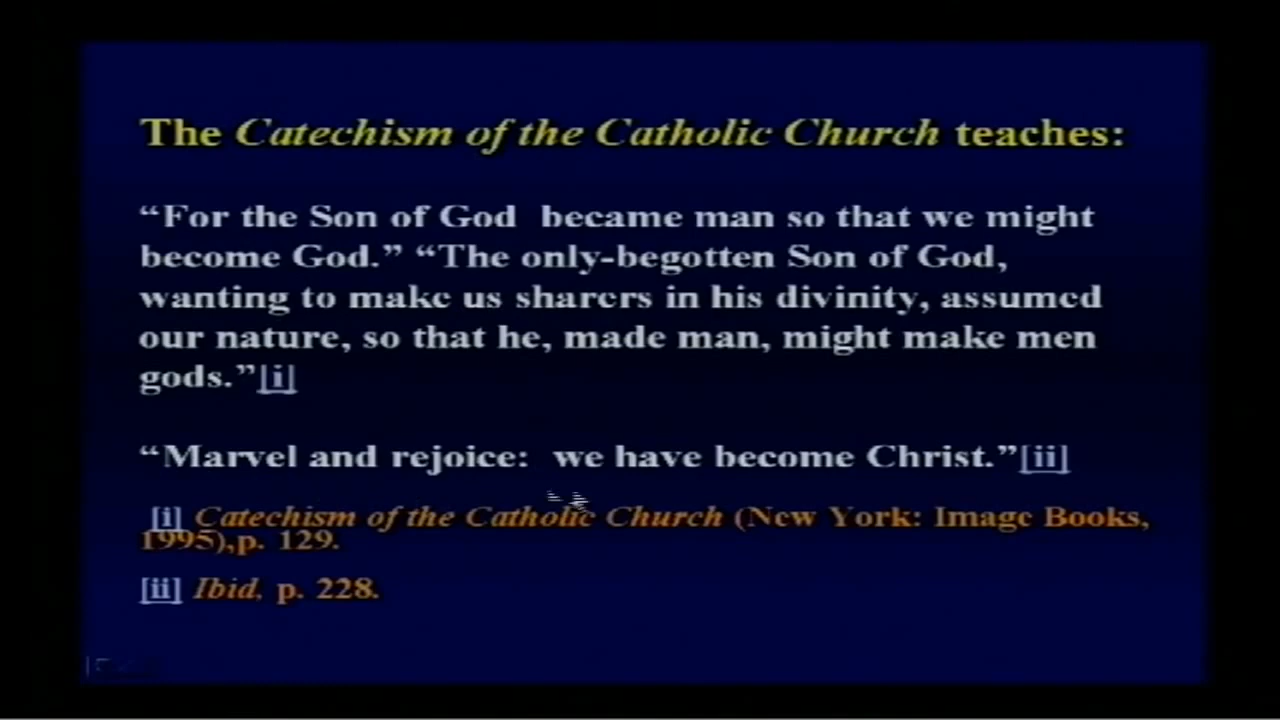 The Catechism of the Catholic Church teaches:
“For the Son of God became man so that we might
become God.” “The only-begotten Son of God,
wanting to make us sharers in his divinity, assumed
our nature, so that he, made man, might make men
gods.”[i]
“Marvel and rejoice: we have become Christ.”[ii]
[i] Catechism of the Catholic Church (New York: Image Books,
1995),p. 129.
[ii] Ibid, p. 228.